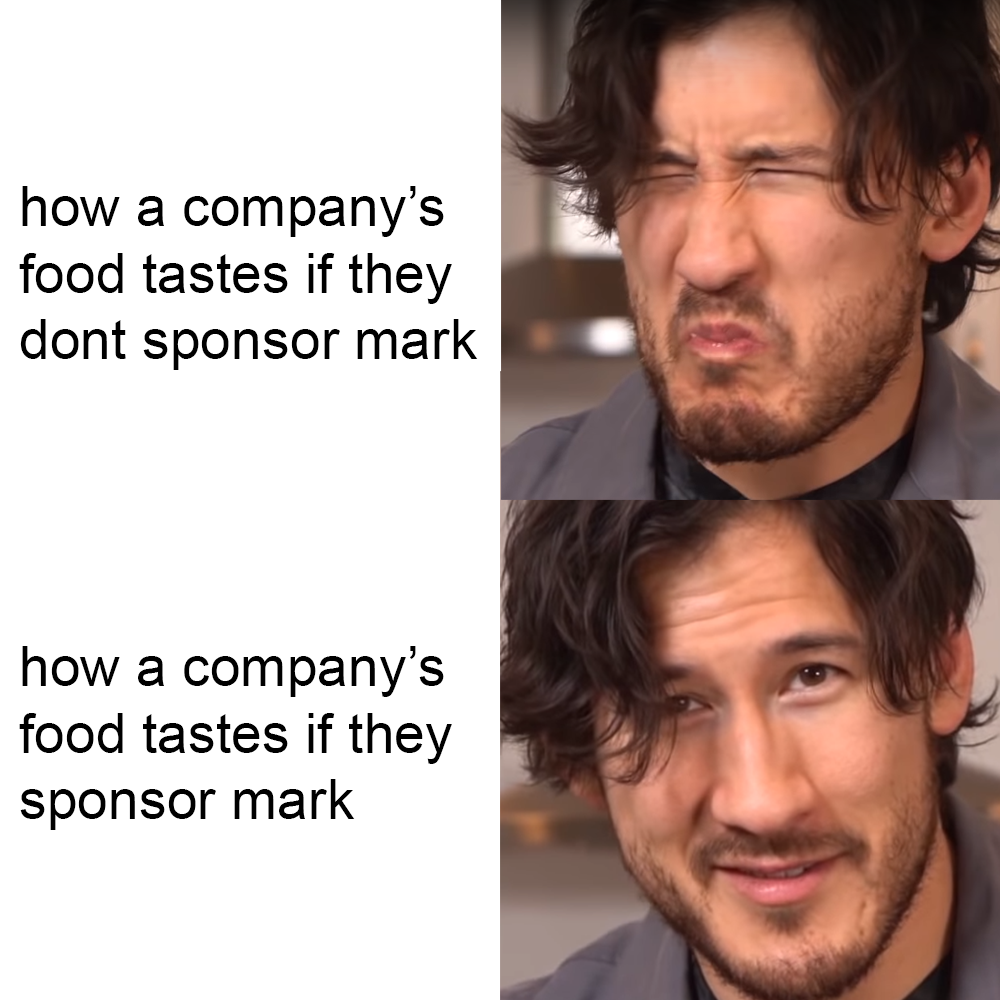 how a company’s
food tastes if they
dont sponsor mark
how a company’s
food tastes if they
sponsor mark